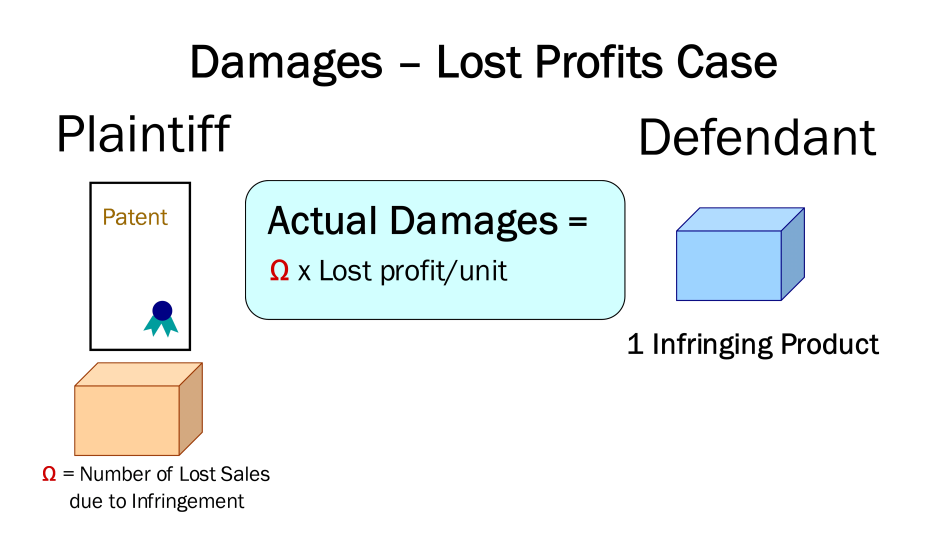 Damages – Lost Profits Case
Plaintiff
Defendant
Patent
Actual Damages =
Ω x Lost profit/unit
1 Infringing Product
Ω = Number of Lost Sales
due to Infringement